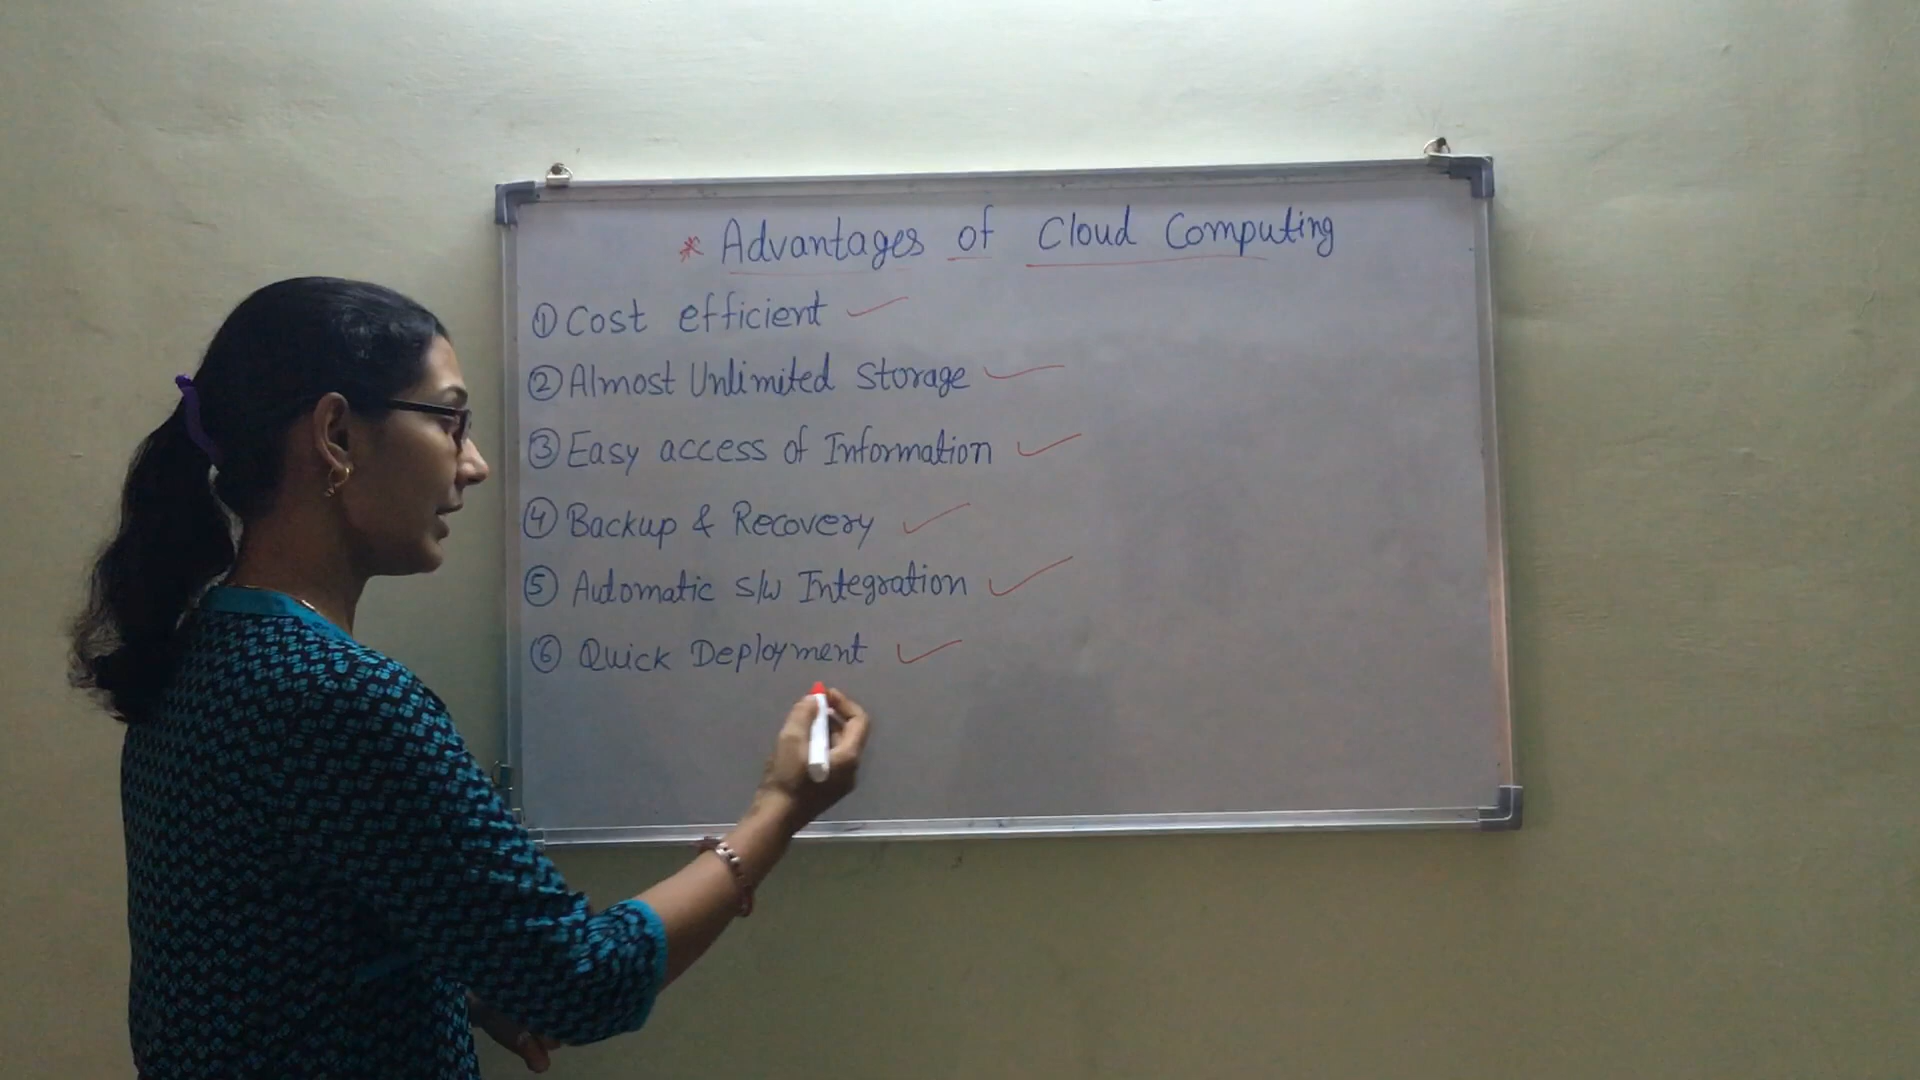 * Advantages of Cloud Computing
① Cost efficient
② Almost Unlimited Storage
③ Easy access of Information
④ Backup & Recovery
⑤ Automatic s/w Integration
⑥ Quick Deployment